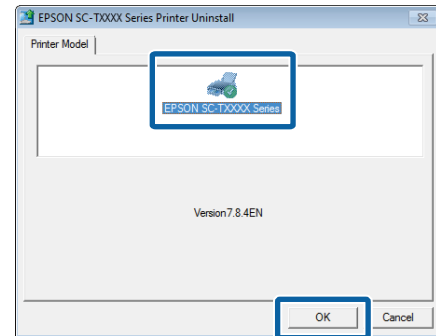 EPSON SC-TXXXX Series Printer Uninstall
Printer Model
EPSON SC-TXXXX Series
Version7.8.4EN
OK
Cancel